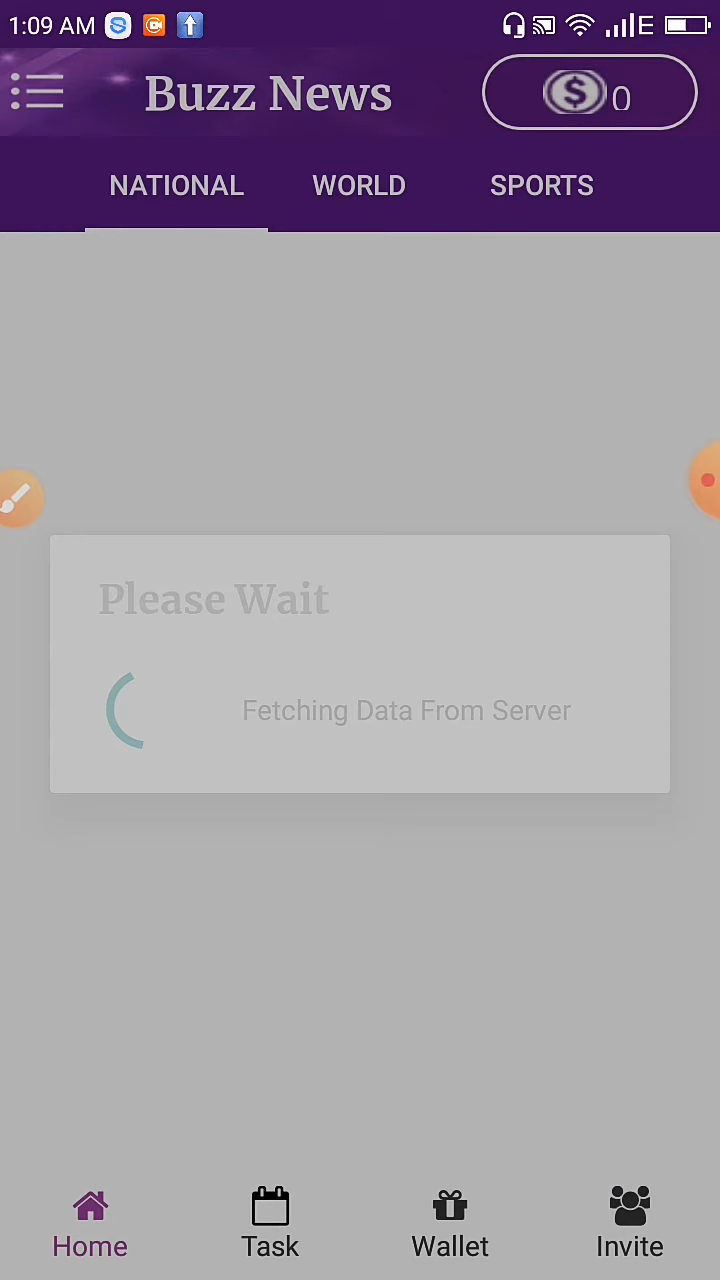 1:09 AM E
Buzz News 0
NATIONAL WORLD SPORTS
Please Wait
Fetching Data From Server
Home Task Wallet Invite